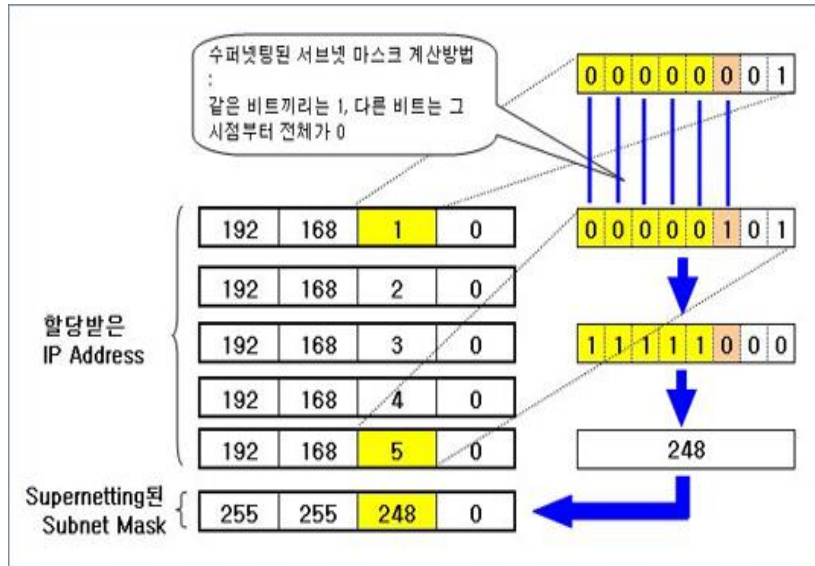 수퍼넷팅된 서브넷 마스크 계산방법
:
같은 비트끼리는 1, 다른 비트는 그
시점부터 전체가 0
0 0 0 0 0 0 0 1
192 168 1 0
0 0 0 0 0 1 0 1
192 168 2 0
할당받은
IP Address
192 168 3 0
1 1 1 1 1 0 0 0
192 168 4 0
192 168 5 0
248
Supernetting된
Subnet Mask
255 255 248 0